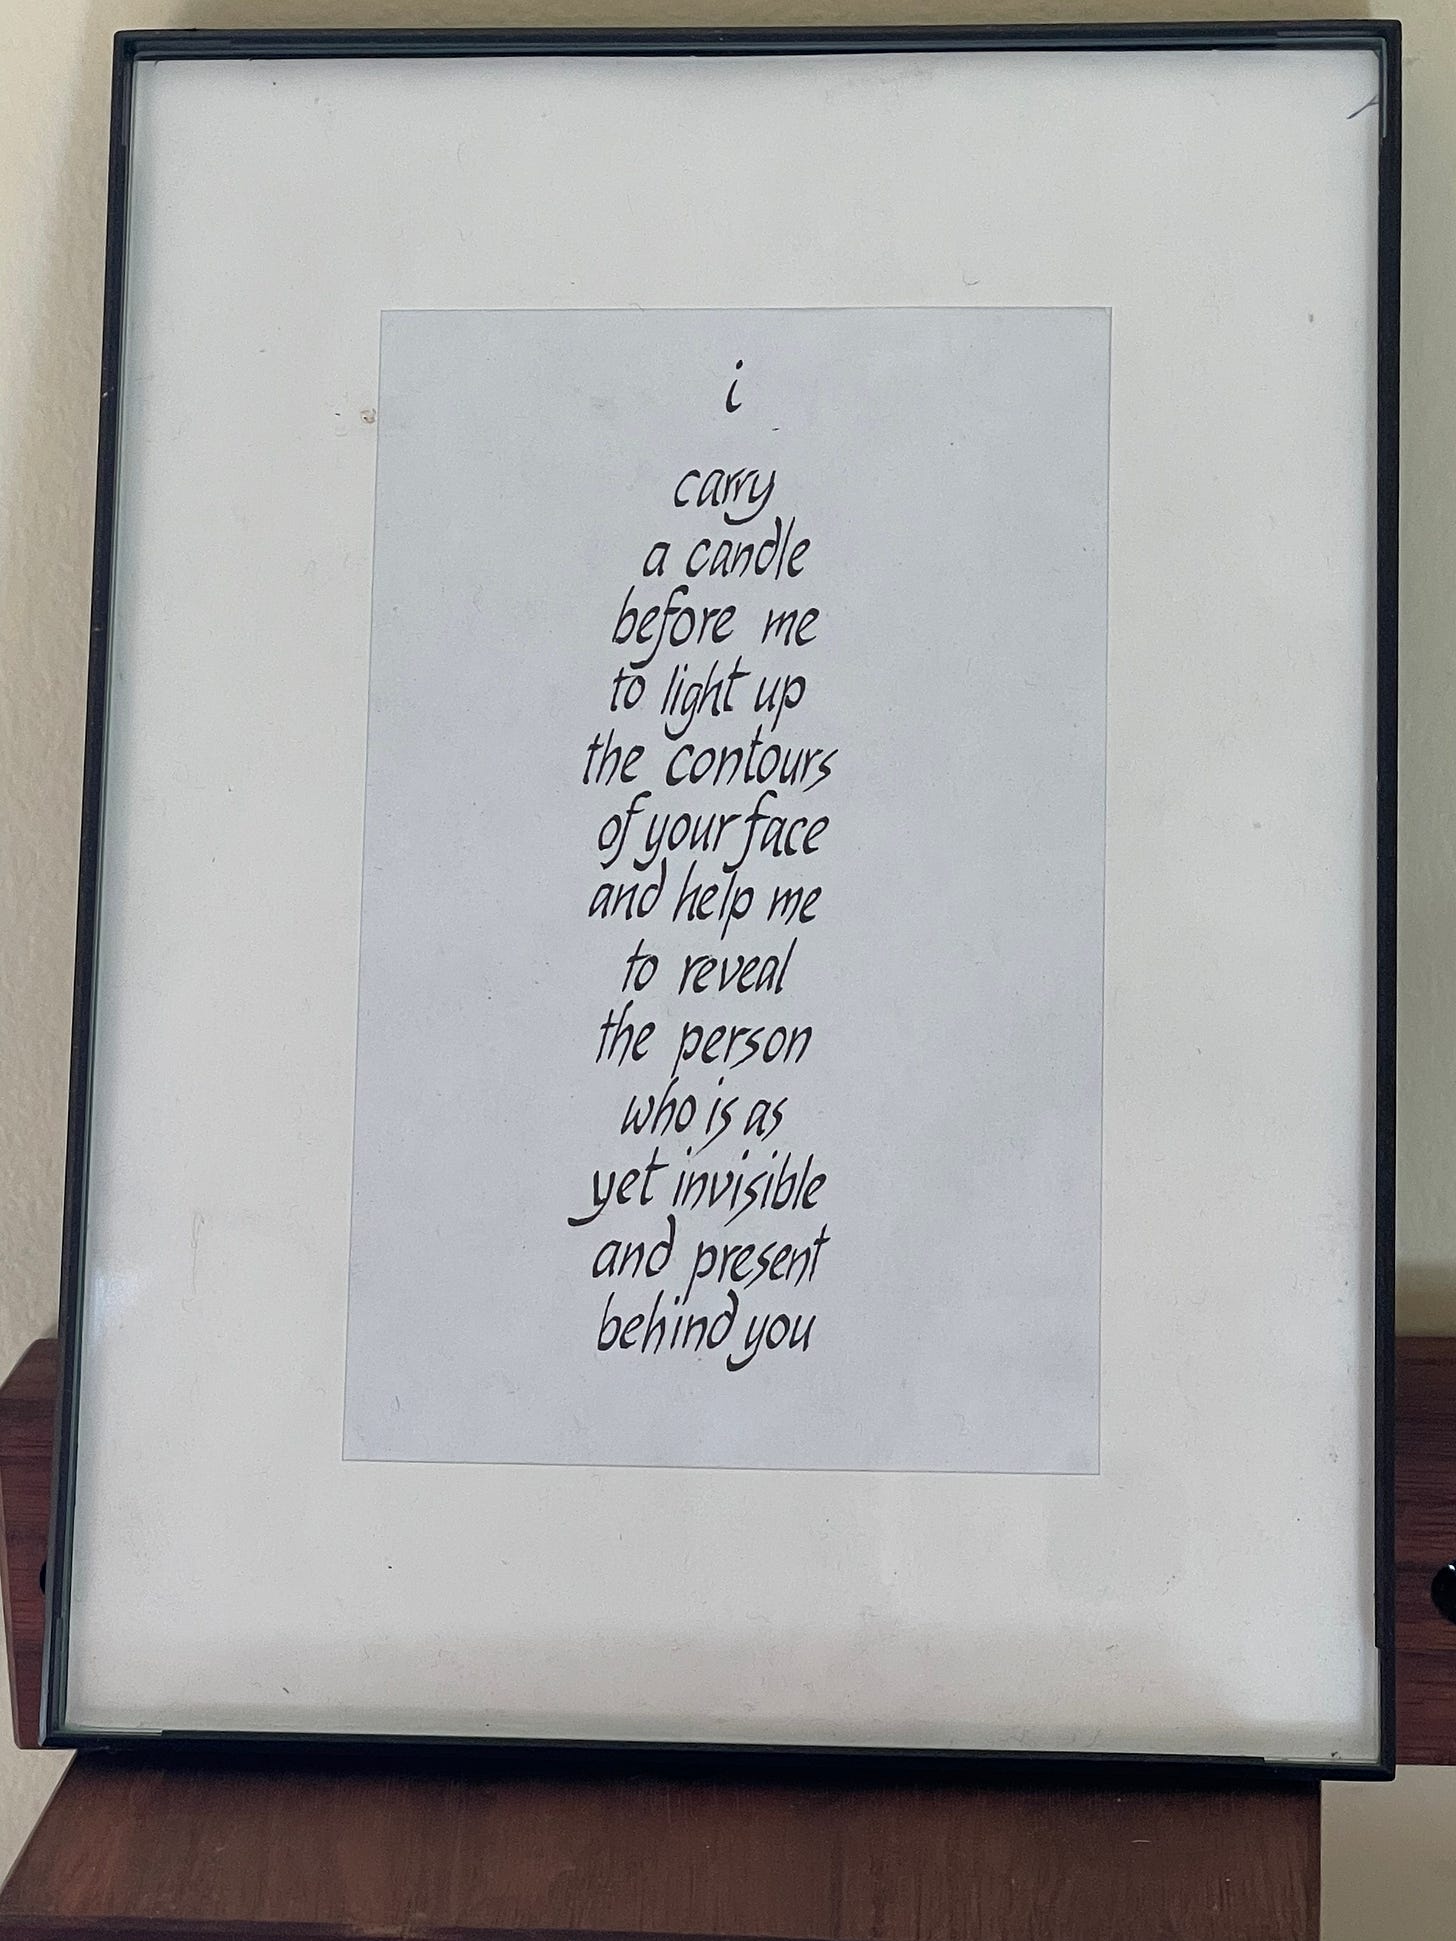 i
carry
a candle
before me
to light up
the contours
of your face
and help me
to reveal
the person
who is as
yet invisible
and present
behind you